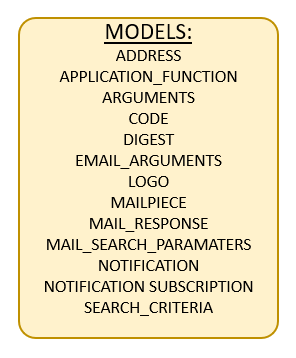 MODELS:
ADDRESS
APPLICATION_FUNCTION
ARGUMENTS
CODE
DIGEST
EMAIL_ARGUMENTS
LOGO
MAILPIECE
MAIL_RESPONSE
MAIL_SEARCH_PARAMATERS
NOTIFICATION
NOTIFICATION SUBSCRIPTION
SEARCH_CRITERIA